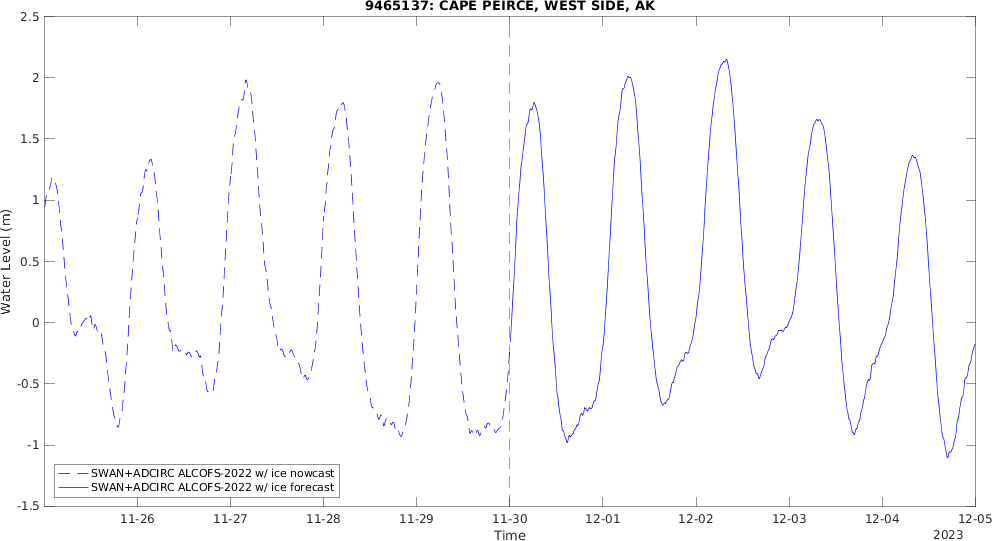 9465137: CAPE PEIRCE, WEST SIDE, AK
2.5
2
1.5
1
0.5
0
-0.5
-1
-1.5
Water Level (m)
SWAN+ADCIRC ALCOFS-2022 w/ ice nowcast
SWAN+ADCIRC ALCOFS-2022 w/ ice forecast
11-26 11-27 11-28 11-29 11-30 12-01 12-02 12-03 12-04 12-05
Time
2023